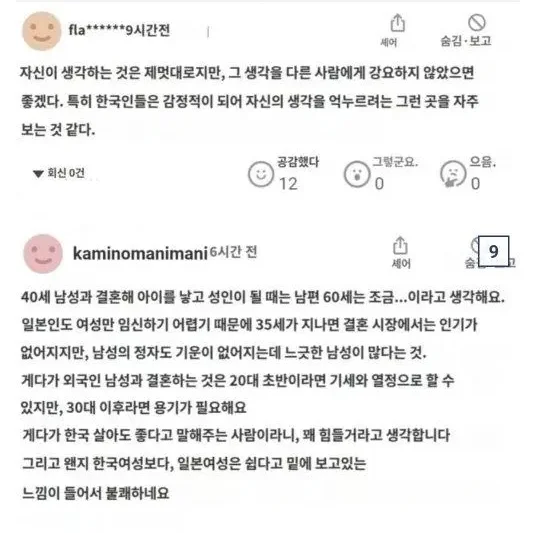 fla******9시간전
셰어
숨김·보고
자신이 생각하는 것은 제멋대로지만, 그 생각을 다른 사람에게 강요하지 않았으면
좋겠다. 특히 한국인들은 감정적이 되어 자신의 생각을 억누르려는 그런 곳을 자주
보는 것 같다.
▼ 회신 0건
공감했다
12
그렇군요.
0
으음.
0
kaminomanimani6시간 전
셰어
9
40세 남성과 결혼해 아이를 낳고 성인이 될 때는 남편 60세는 조금...이라고 생각해요.
일본인도 여성만 임신하기 어렵기 때문에 35세가 지나면 결혼 시장에서는 인기가
없어지지만, 남성의 정자도 기운이 없어지는데 느긋한 남성이 많다는 것.
게다가 외국인 남성과 결혼하는 것은 20대 초반이라면 기세와 열정으로 할 수
있지만, 30대 이후라면 용기가 필요해요
게다가 한국 살아도 좋다고 말해주는 사람이라니, 꽤 힘들거라고 생각합니다
그리고 왠지 한국여성보다, 일본여성은 쉽다고 밑에 보고있는
느낌이 들어서 불쾌하네요